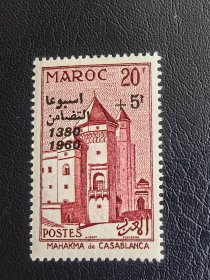 MAROC 20F
+ 5f
اسبوعا
التضامن
1380
1960
المغرب
POSTES
MAHAKMA de CASABLANCA